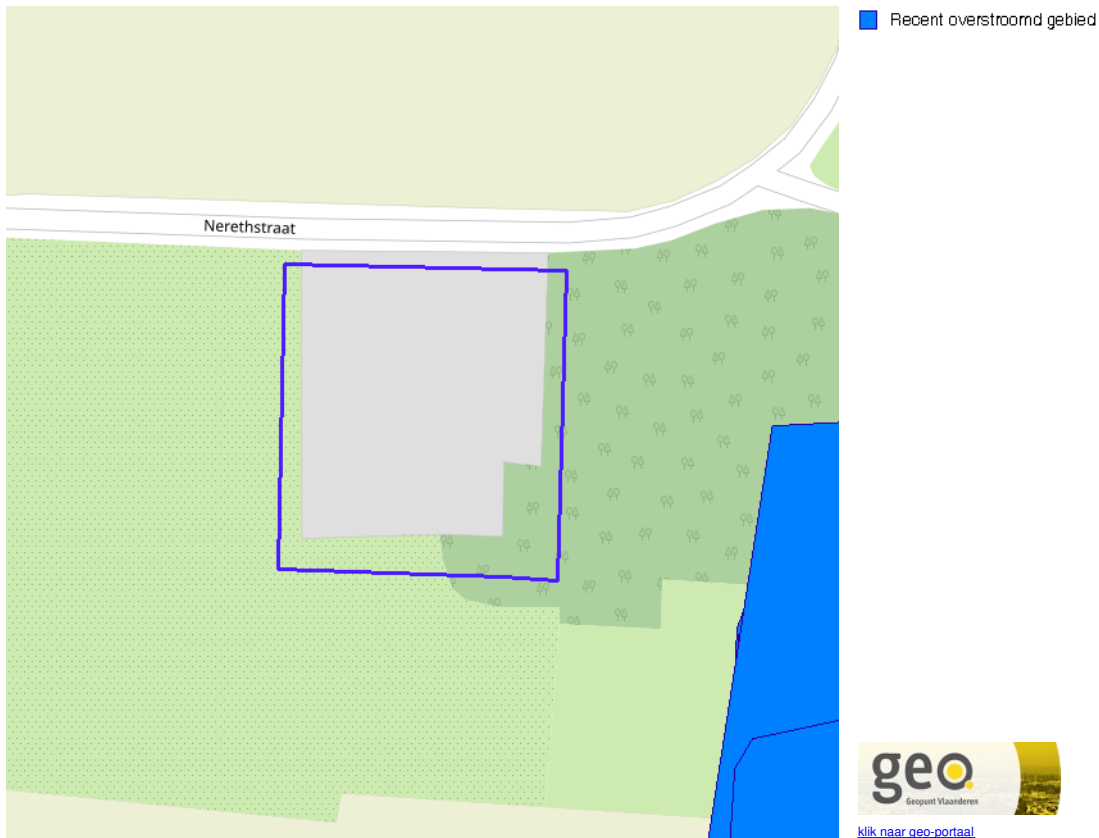 Recent overstroomd gebied
Nerethstraat
geo
Geopunt Vlaanderen
klik naar geo-portaal